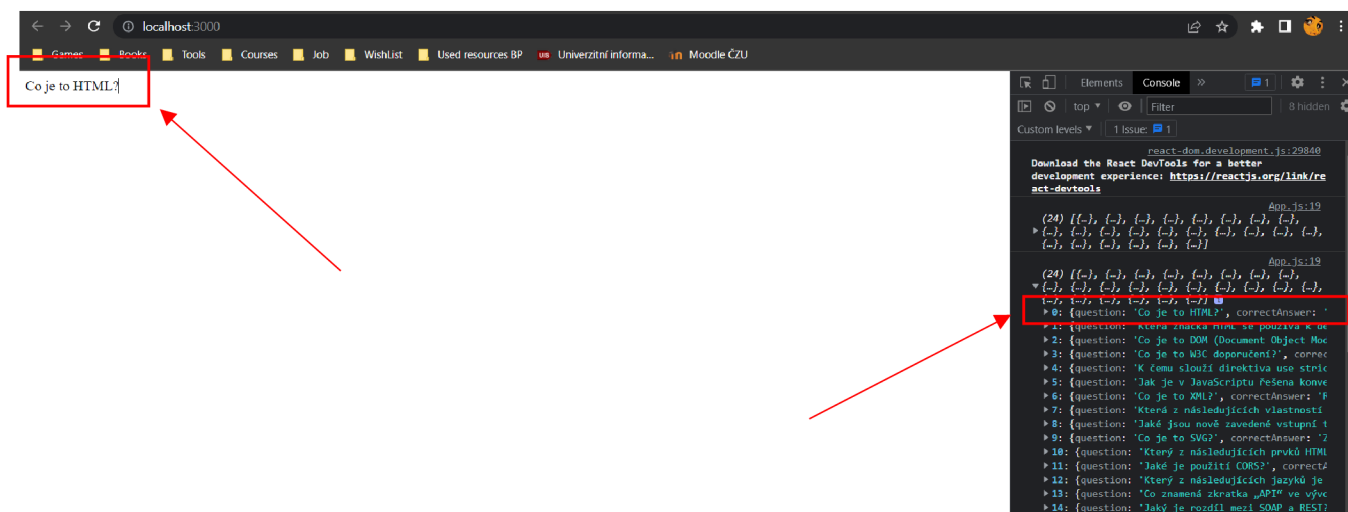 localhost:3000
Games Books Tools Courses Job WishList Used resources BP UIS Univerzitní informa... Moodle ČZU
Co je to HTML?
Elements Console » 1
top ▼ Filter 8 hidden
Custom levels ▼ 1 Issue: 1
react-dom.development.js:29840
Download the React DevTools for a better
development experience: https://reactjs.org/link/re
act-devtools
App.js:19
(24) [{…}, {…}, {…}, {…}, {…}, {…}, {…}, {…},
{…}, {…}, {…}, {…}, {…}, {…}, {…}, {…}, {…}, {…},
{…}, {…}, {…}, {…}, {…}, {…}]
App.js:19
(24) [{…}, {…}, {…}, {…}, {…}, {…}, {…}, {…},
{…}, {…}, {…}, {…}, {…}, {…}, {…}, {…}, {…}, {…},
{…}, {…}, {…}, {…}, {…}, {…}]
0: {question: 'Co je to HTML?', correctAnswer: '
1: {question: 'Která značka HTML se používá k de
2: {question: 'Co je to DOM (Document Object Mod
3: {question: 'Co je to W3C doporučení?', correc
4: {question: 'K čemu slouží direktiva use stric
5: {question: 'Jak je v JavaScriptu řešena konve
6: {question: 'Co je to XML?', correctAnswer: 'R
7: {question: 'Která z následujících vlastností
8: {question: 'Jaké jsou nově zavedené vstupní t
9: {question: 'Co je to SVG?', correctAnswer: 'Z
10: {question: 'Který z následujících prvků HTML
11: {question: 'Jaké je použití CORS?', correctA
12: {question: 'Který z následujících jazyků je
13: {question: 'Co znamená zkratka „API“ ve vývo
14: {question: 'Jaký je rozdíl mezi SOAP a REST?